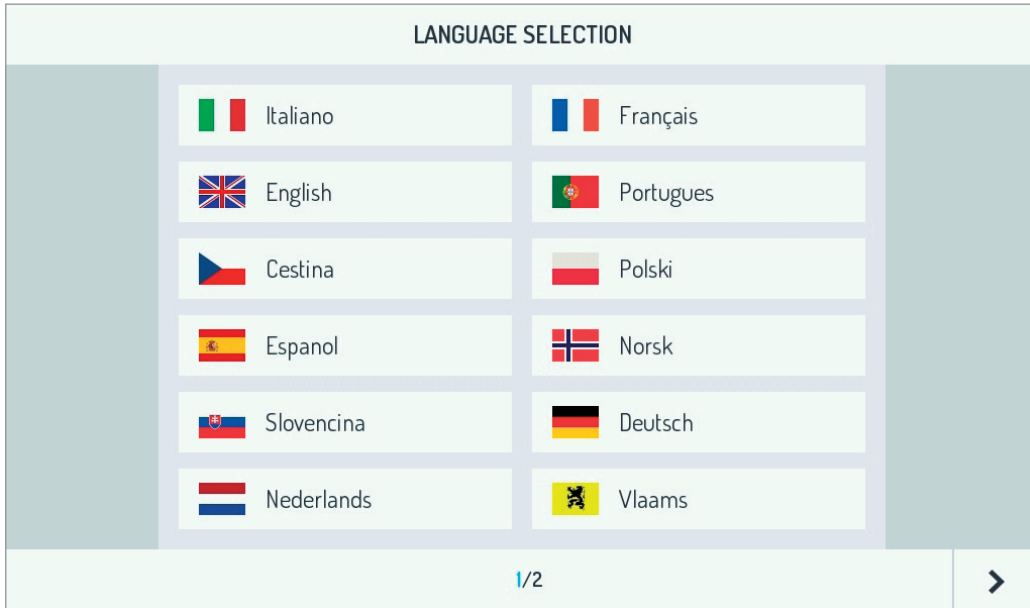 LANGUAGE SELECTION
Italiano
Français
English
Portugues
Cestina
Polski
Espanol
Norsk
Slovencina
Deutsch
Nederlands
Vlaams
1/2